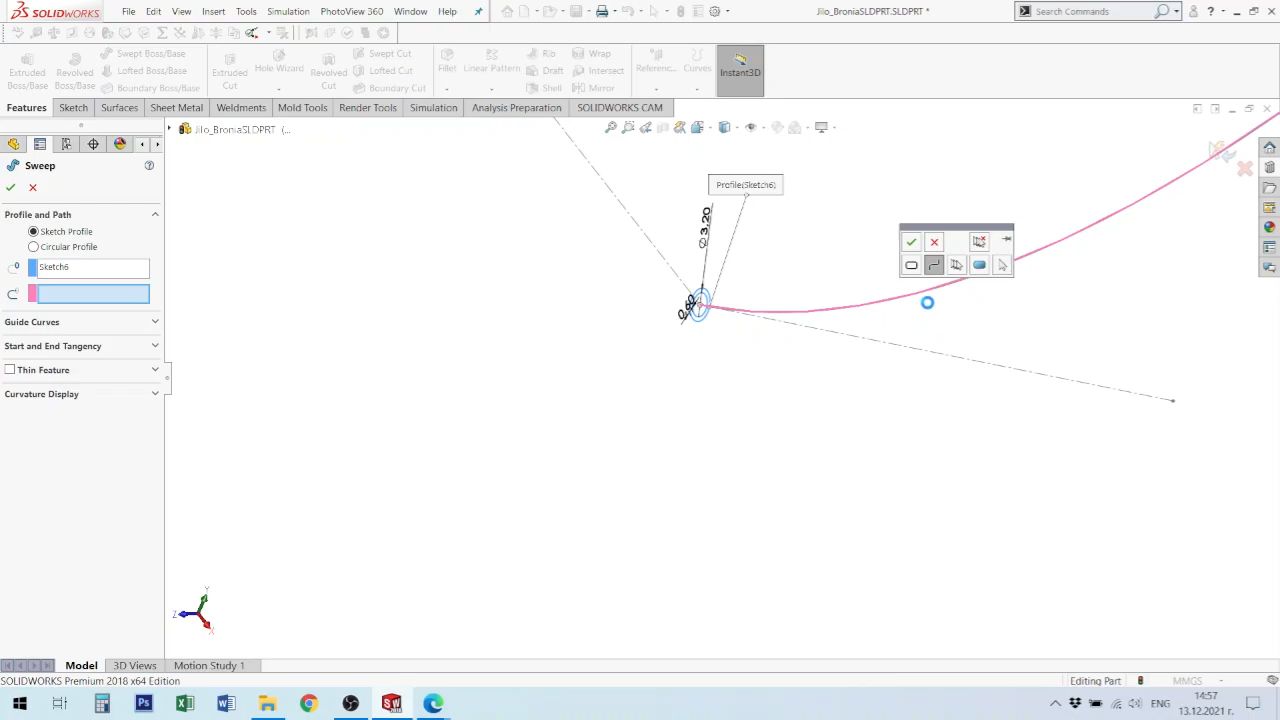 SOLIDWORKS
File Edit View Insert Tools Simulation PhotoView 360 Window Help
Jilo_BroniaSLDPRT.SLDPRT *
Search Commands
Extruded Boss/Base
Revolved Boss/Base
Swept Boss/Base
Lofted Boss/Base
Boundary Boss/Base
Extruded Cut
Hole Wizard
Revolved Cut
Swept Cut
Lofted Cut
Boundary Cut
Fillet
Linear Pattern
Rib
Draft
Shell
Wrap
Intersect
Mirror
Referenc...
Curves
Instant3D
Features Sketch Surfaces Sheet Metal Weldments Mold Tools Render Tools Simulation Analysis Preparation SOLIDWORKS CAM
Jilo_BroniaSLDPRT (...
Sweep
Profile and Path
Sketch Profile
Circular Profile
Sketch6
Guide Curves
Start and End Tangency
Thin Feature
Curvature Display
Profile(Sketch6)
∅ 3,20
0,80
Y
Z
X
Model 3D Views Motion Study 1
SOLIDWORKS Premium 2018 x64 Edition
Editing Part
MMGS
ENG
14:57
13.12.2021 г.